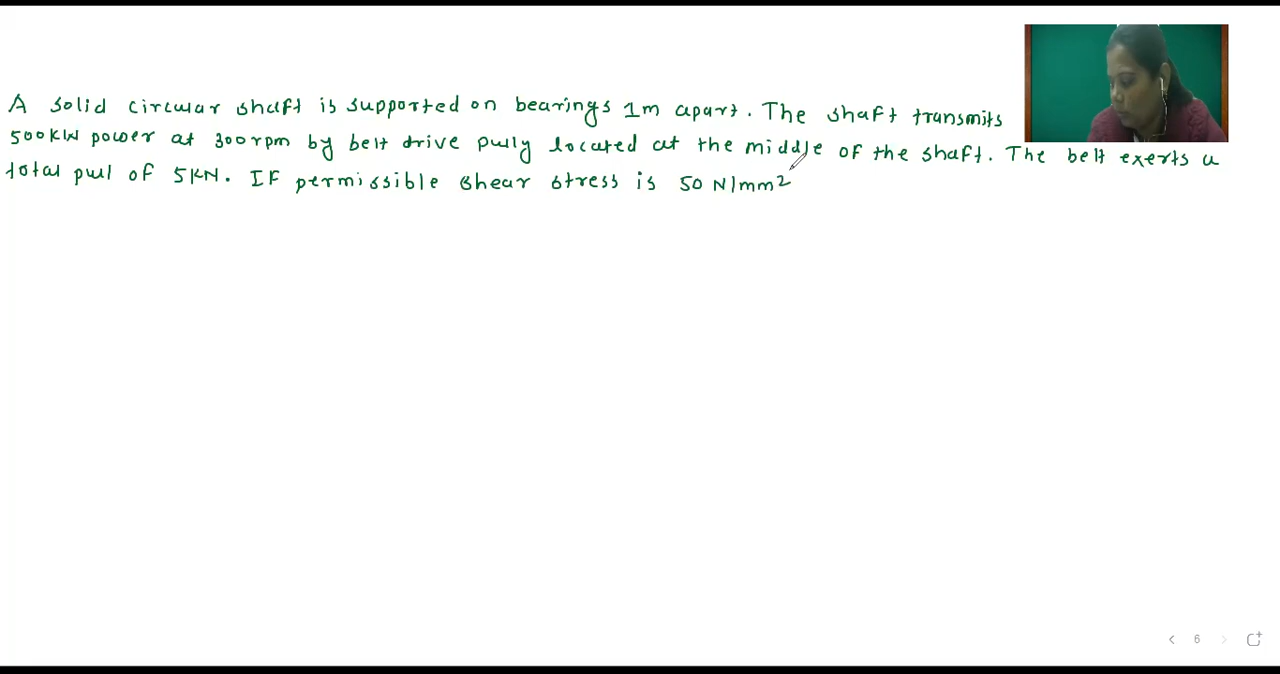 A solid circular shaft is supported on bearings 1m apart. The shaft transmits
500KW power at 300rpm by belt drive pully located at the middle of the shaft. The belt exerts a
total pul of 5KN. IF permissible shear stress is 50 N/mm²
6